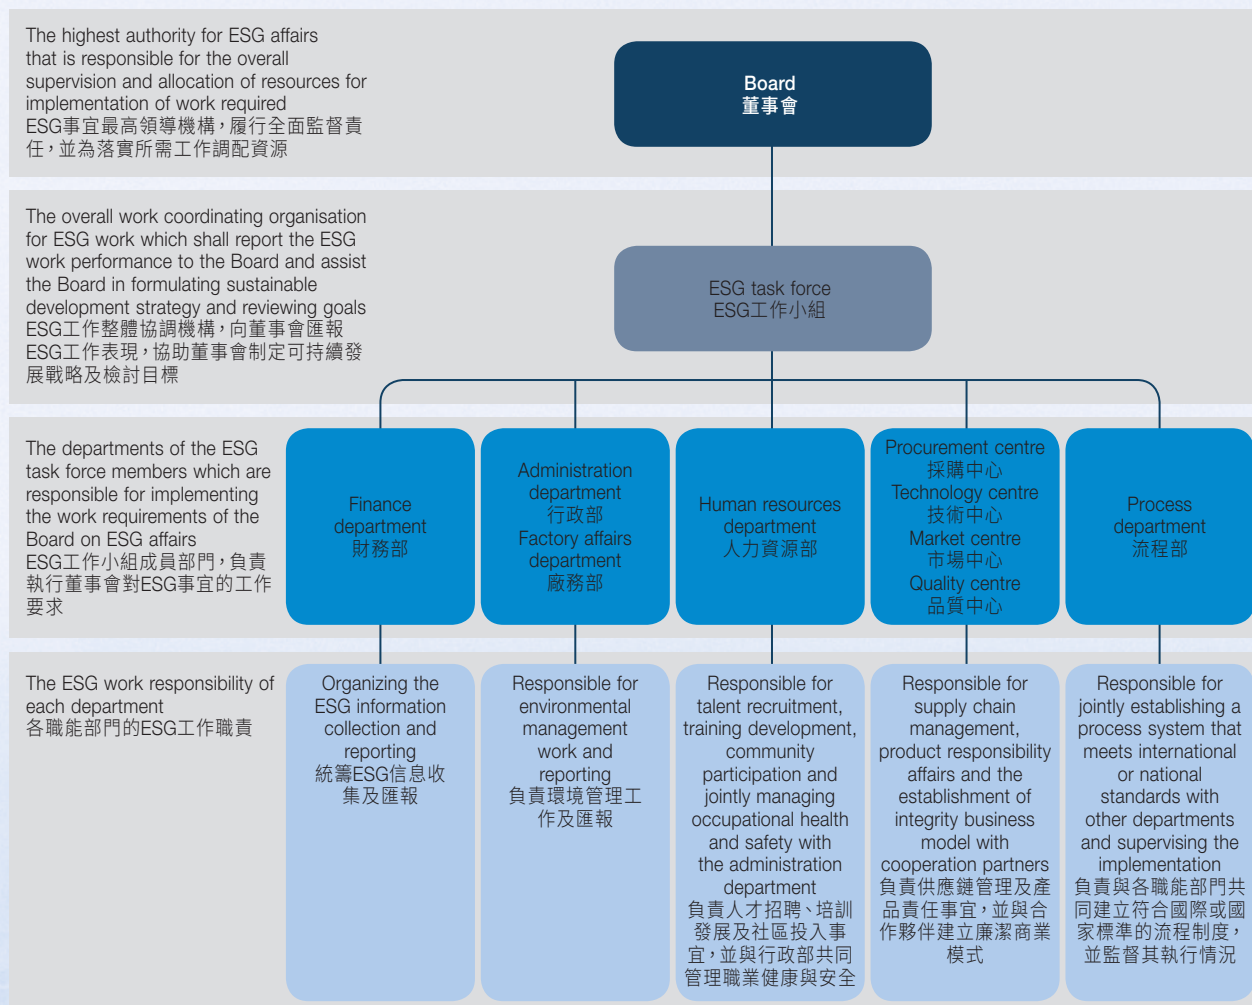 The highest authority for ESG affairs
that is responsible for the overall
supervision and allocation of resources for
implementation of work required
ESG事宜最高領導機構，履行全面監督責
任，並為落實所需工作調配資源
Board
董事會
The overall work coordinating organisation
for ESG work which shall report the ESG
work performance to the Board and assist
the Board in formulating sustainable
development strategy and reviewing goals
ESG工作整體協調機構，向董事會匯報
ESG工作表現，協助董事會制定可持續發
展戰略及檢討目標
ESG task force
ESG工作小組
The departments of the ESG
task force members which are
responsible for implementing
the work requirements of the
Board on ESG affairs
ESG工作小組成員部門，負責
執行董事會對ESG事宜的工作
要求
Finance
department
財務部
Administration
department
行政部
Factory affairs
department
廠務部
Human resources
department
人力資源部
Procurement centre
採購中心
Technology centre
技術中心
Market centre
市場中心
Quality centre
品質中心
Process
department
流程部
The ESG work responsibility of
each department
各職能部門的ESG工作職責
Organizing the
ESG information
collection and
reporting
統籌ESG信息收
集及匯報
Responsible for
environmental
management
work and
reporting
負責環境管理工
作及匯報
Responsible for
talent recruitment,
training development,
community
participation and
jointly managing
occupational health
and safety with
the administration
department
負責人才招聘、培訓
發展及社區投入事
宜，並與行政部共同
管理職業健康與安全
Responsible for
supply chain
management,
product responsibility
affairs and the
establishment of
integrity business
model with
cooperation partners
負責供應鏈管理及產
品責任事宜，並與合
作夥伴建立廉潔商業
模式
Responsible for
jointly establishing a
process system that
meets international
or national
standards with
other departments
and supervising the
implementation
負責與各職能部門共
同建立符合國際或國
家標準的流程制度，
並監督其執行情況